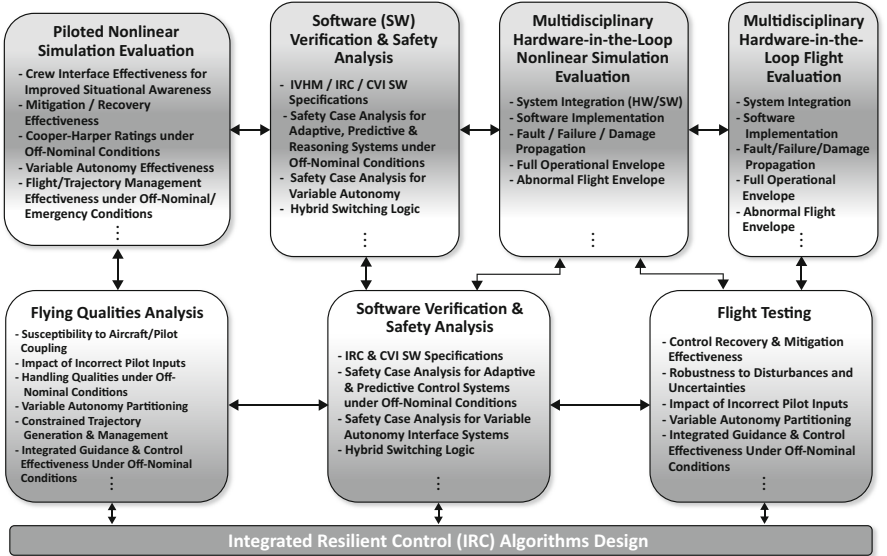 Piloted Nonlinear
Simulation Evaluation
- Crew Interface Effectiveness for
Improved Situational Awareness
- Mitigation / Recovery
Effectiveness
- Cooper-Harper Ratings under
Off-Nominal Conditions
- Variable Autonomy Effectiveness
- Flight/Trajectory Management
Effectiveness under Off-Nominal/
Emergency Conditions
⋮
Software (SW)
Verification & Safety
Analysis
- IVHM / IRC / CVI SW
Specifications
- Safety Case Analysis for
Adaptive, Predictive &
Reasoning Systems under
Off-Nominal Conditions
- Safety Case Analysis for
Variable Autonomy
- Hybrid Switching Logic
⋮
Multidisciplinary
Hardware-in-the-Loop
Nonlinear Simulation
Evaluation
- System Integration (HW/SW)
- Software Implementation
- Fault / Failure / Damage
Propagation
- Full Operational Envelope
- Abnormal Flight Envelope
⋮
Multidisciplinary
Hardware-in-the-
Loop Flight
Evaluation
- System Integration
- Software
Implementation
- Fault/Failure/Damage
Propagation
- Full Operational
Envelope
- Abnormal Flight
Envelope
⋮
Flying Qualities Analysis
- Susceptibility to Aircraft/Pilot
Coupling
- Impact of Incorrect Pilot Inputs
- Handling Qualities under Off-
Nominal Conditions
- Variable Autonomy Partitioning
- Constrained Trajectory
Generation & Management
- Integrated Guidance & Control
Effectiveness Under Off-Nominal
Conditions
⋮
Software Verification &
Safety Analysis
- IRC & CVI SW Specifications
- Safety Case Analysis for Adaptive
& Predictive Control Systems
under Off-Nominal Conditions
- Safety Case Analysis for Variable
Autonomy Interface Systems
- Hybrid Switching Logic
⋮
Flight Testing
- Control Recovery & Mitigation
Effectiveness
- Robustness to Disturbances and
Uncertainties
- Impact of Incorrect Pilot Inputs
- Variable Autonomy Partitioning
- Integrated Guidance & Control
Effectiveness Under Off-Nominal
Conditions
⋮
Integrated Resilient Control (IRC) Algorithms Design